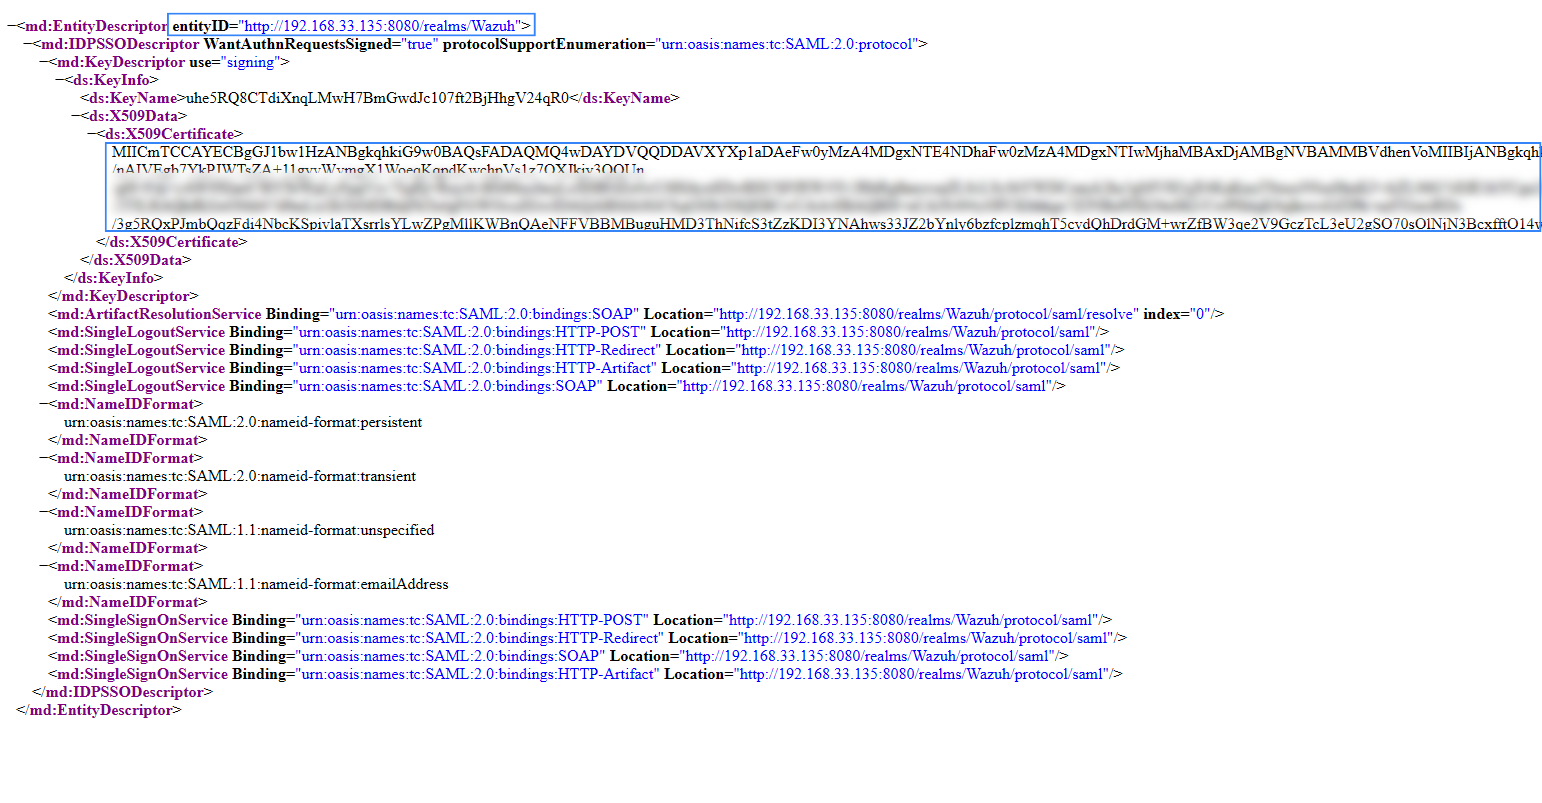 −<md:EntityDescriptor entityID="http://192.168.33.135:8080/realms/Wazuh">
−<md:IDPSSODescriptor WantAuthnRequestsSigned="true" protocolSupportEnumeration="urn:oasis:names:tc:SAML:2.0:protocol">
−<md:KeyDescriptor use="signing">
−<ds:KeyInfo>
<ds:KeyName>uhe5RQ8CTdiXnqLMwH7BmGwdJc107ft2BjHhgV24qR0</ds:KeyName>
−<ds:X509Data>
−<ds:X509Certificate>
MIICmTCCAYECBgGJ1bw1HzANBgkqhkiG9w0BAQsFADAQMQ4wDAYDVQQDDAVXYXp1aDAeFw0yMzA4MDgxNTE4NDhaFw0zMzA4MDgxNTIwMjhaMBAxDjAMBgNVBAMMBVdhenVoMIIBIjANBgkqhk
/3g5RQxPJmbQqzFdi4NbcKSpivlaTXsrrlsYLwZPgMllKWBnQAeNFFVBBMBuguHMD3ThNifcS3tZzKDI3YNAhws33JZ2bYnly6bzfcplzmqhT5cvdQhDrdGM+wrZfBW3qe2V9GczTcL3eU2gSO70sOlNjN3BcxfftO14v
</ds:X509Certificate>
</ds:X509Data>
</ds:KeyInfo>
</md:KeyDescriptor>
<md:ArtifactResolutionService Binding="urn:oasis:names:tc:SAML:2.0:bindings:SOAP" Location="http://192.168.33.135:8080/realms/Wazuh/protocol/saml/resolve" index="0"/>
<md:SingleLogoutService Binding="urn:oasis:names:tc:SAML:2.0:bindings:HTTP-POST" Location="http://192.168.33.135:8080/realms/Wazuh/protocol/saml"/>
<md:SingleLogoutService Binding="urn:oasis:names:tc:SAML:2.0:bindings:HTTP-Redirect" Location="http://192.168.33.135:8080/realms/Wazuh/protocol/saml"/>
<md:SingleLogoutService Binding="urn:oasis:names:tc:SAML:2.0:bindings:HTTP-Artifact" Location="http://192.168.33.135:8080/realms/Wazuh/protocol/saml"/>
<md:SingleLogoutService Binding="urn:oasis:names:tc:SAML:2.0:bindings:SOAP" Location="http://192.168.33.135:8080/realms/Wazuh/protocol/saml"/>
−<md:NameIDFormat>
urn:oasis:names:tc:SAML:2.0:nameid-format:persistent
</md:NameIDFormat>
−<md:NameIDFormat>
urn:oasis:names:tc:SAML:2.0:nameid-format:transient
</md:NameIDFormat>
−<md:NameIDFormat>
urn:oasis:names:tc:SAML:1.1:nameid-format:unspecified
</md:NameIDFormat>
−<md:NameIDFormat>
urn:oasis:names:tc:SAML:1.1:nameid-format:emailAddress
</md:NameIDFormat>
<md:SingleSignOnService Binding="urn:oasis:names:tc:SAML:2.0:bindings:HTTP-POST" Location="http://192.168.33.135:8080/realms/Wazuh/protocol/saml"/>
<md:SingleSignOnService Binding="urn:oasis:names:tc:SAML:2.0:bindings:HTTP-Redirect" Location="http://192.168.33.135:8080/realms/Wazuh/protocol/saml"/>
<md:SingleSignOnService Binding="urn:oasis:names:tc:SAML:2.0:bindings:SOAP" Location="http://192.168.33.135:8080/realms/Wazuh/protocol/saml"/>
<md:SingleSignOnService Binding="urn:oasis:names:tc:SAML:2.0:bindings:HTTP-Artifact" Location="http://192.168.33.135:8080/realms/Wazuh/protocol/saml"/>
</md:IDPSSODescriptor>
</md:EntityDescriptor>